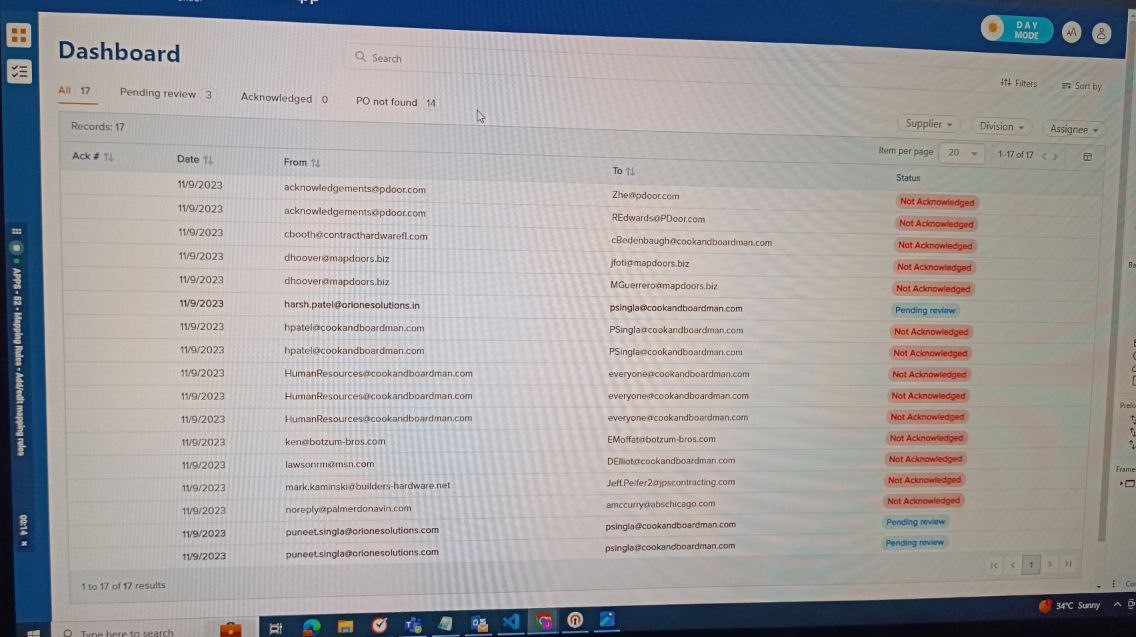 DAY
MODE
Dashboard
Search
Filters
Sort by
All 17
Pending review 3
Acknowledged 0
PO not found 14
Supplier
Division
Assignee
Records: 17
Item per page 20 1-17 of 17
Ack #
Date
From
To
Status
11/9/2023 acknowledgements@pdoor.com Zhe@pdoor.com Not Acknowledged
11/9/2023 acknowledgements@pdoor.com REdwards@PDoor.com Not Acknowledged
11/9/2023 cbooth@contracthardwarefl.com cBedenbaugh@cookandboardman.com Not Acknowledged
11/9/2023 dhoover@mapdoors.biz jfoti@mapdoors.biz Not Acknowledged
11/9/2023 dhoover@mapdoors.biz MGuerrero@mapdoors.biz Not Acknowledged
11/9/2023 harsh.patel@orionesolutions.in psingla@cookandboardman.com Pending review
11/9/2023 hpatel@cookandboardman.com PSingla@cookandboardman.com Not Acknowledged
11/9/2023 hpatel@cookandboardman.com PSingla@cookandboardman.com Not Acknowledged
11/9/2023 HumanResources@cookandboardman.com everyone@cookandboardman.com Not Acknowledged
11/9/2023 HumanResources@cookandboardman.com everyone@cookandboardman.com Not Acknowledged
11/9/2023 HumanResources@cookandboardman.com everyone@cookandboardman.com Not Acknowledged
11/9/2023 ken@botzum-bros.com EMoffat@botzum-bros.com Not Acknowledged
11/9/2023 lawsonrm@msn.com DElliot@cookandboardman.com Not Acknowledged
11/9/2023 mark.kaminski@builders-hardware.net Jeff.Peifer2@jpscontracting.com Not Acknowledged
11/9/2023 noreply@palmerdonavin.com amccurry@abschicago.com Not Acknowledged
11/9/2023 puneet.singla@orionesolutions.com psingla@cookandboardman.com Pending review
11/9/2023 puneet.singla@orionesolutions.com psingla@cookandboardman.com Pending review
1 to 17 of 17 results
1
APPS - 62 - Mapping Rules - Add/edit mapping rules
00:14
Frame
34°C Sunny
Type here to search